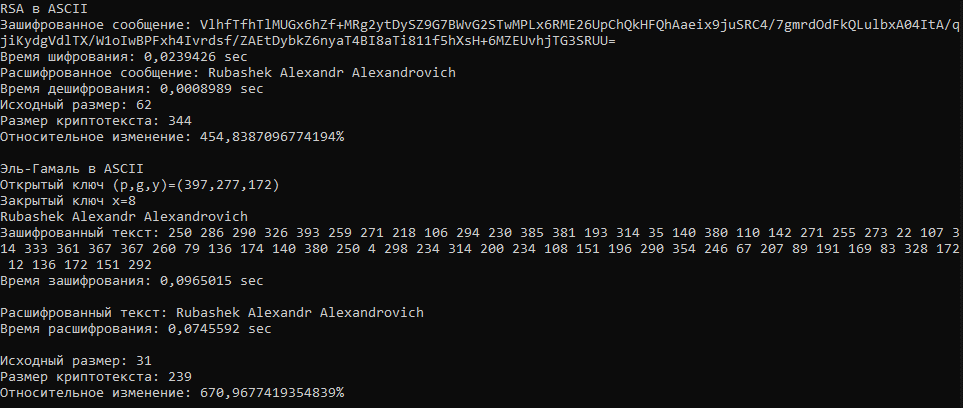 RSA в ASCII
Зашифрованное сообщение: VlhfTfhTlMUGx6hZf+MRg2ytDySZ9G7BWvG2STwMPLx6RME26UpChQkHFQhAaeix9juSRC4/7gmrdOdFkQLulbxA04ItA/q
jiKydgVdlTX/W1oIwBPFxh4Ivrdsf/ZAEtDybkZ6nyaT4BI8aTi811f5hXsH+6MZEUvhjTG3SRUU=
Время шифрования: 0,0239426 sec
Расшифрованное сообщение: Rubashek Alexandr Alexandrovich
Время дешифрования: 0,0008989 sec
Исходный размер: 62
Размер криптотекста: 344
Относительное изменение: 454,8387096774194%
Эль-Гамаль в ASCII
Открытый ключ (p,g,y)=(397,277,172)
Закрытый ключ x=8
Rubashek Alexandr Alexandrovich
Зашифрованный текст: 250 286 290 326 393 259 271 218 106 294 230 385 381 193 314 35 140 380 110 142 271 255 273 22 107 3
14 333 361 367 367 260 79 136 174 140 380 250 4 298 234 314 200 234 108 151 196 290 354 246 67 207 89 191 169 83 328 172
12 136 172 151 292
Время зашифрования: 0,0965015 sec
Расшифрованный текст: Rubashek Alexandr Alexandrovich
Время расшифрования: 0,0745592 sec
Исходный размер: 31
Размер криптотекста: 239
Относительное изменение: 670,9677419354839%